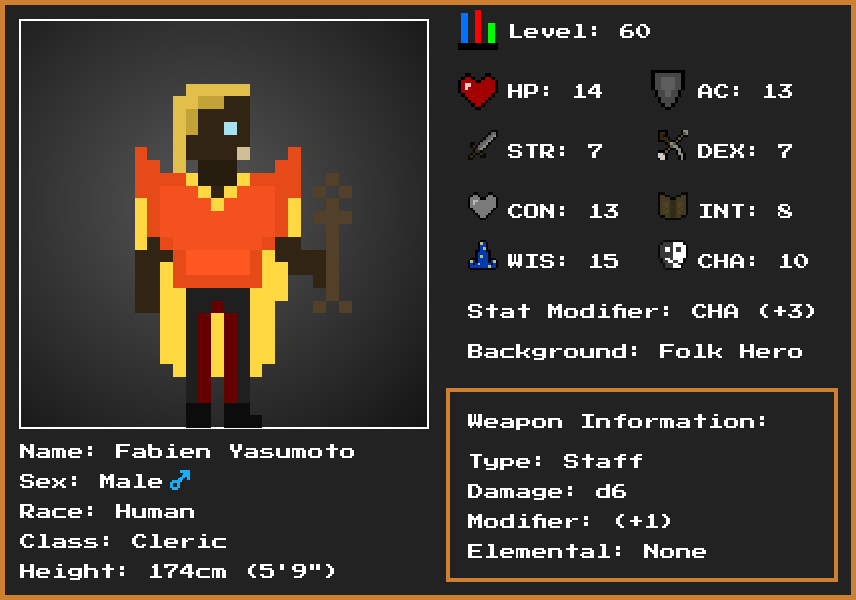 Level: 60
HP: 14 AC: 13
STR: 7 DEX: 7
CON: 13 INT: 8
WIS: 15 CHA: 10
Stat Modifier: CHA (+3)
Background: Folk Hero
Weapon Information:
Type: Staff
Damage: d6
Modifier: (+1)
Elemental: None
Name: Fabien Yasumoto
Sex: Male ♂
Race: Human
Class: Cleric
Height: 174cm (5'9")